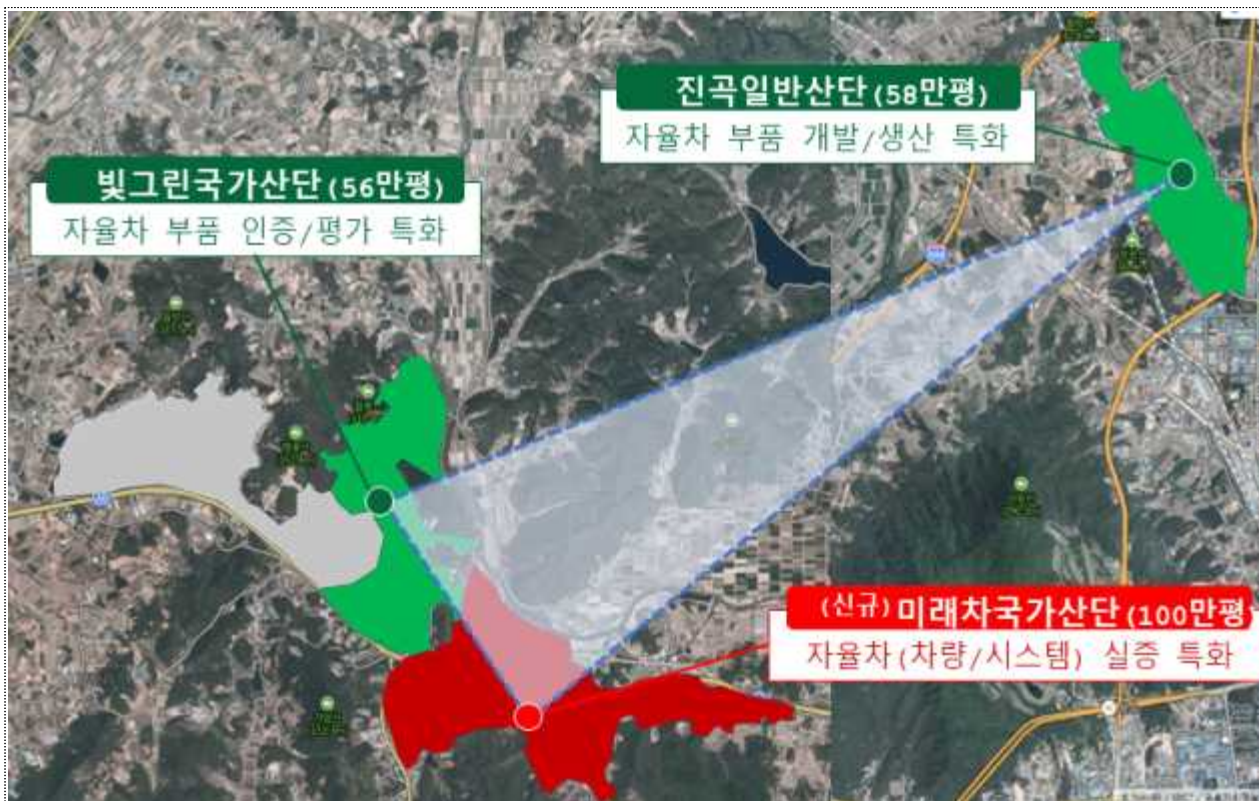 진곡일반산단(58만평)
자율차 부품 개발/생산 특화
빛그린국가산단(56만평)
자율차 부품 인증/평가 특화
(신규)미래차국가산단(100만평)
자율차(차량/시스템) 실증 특화